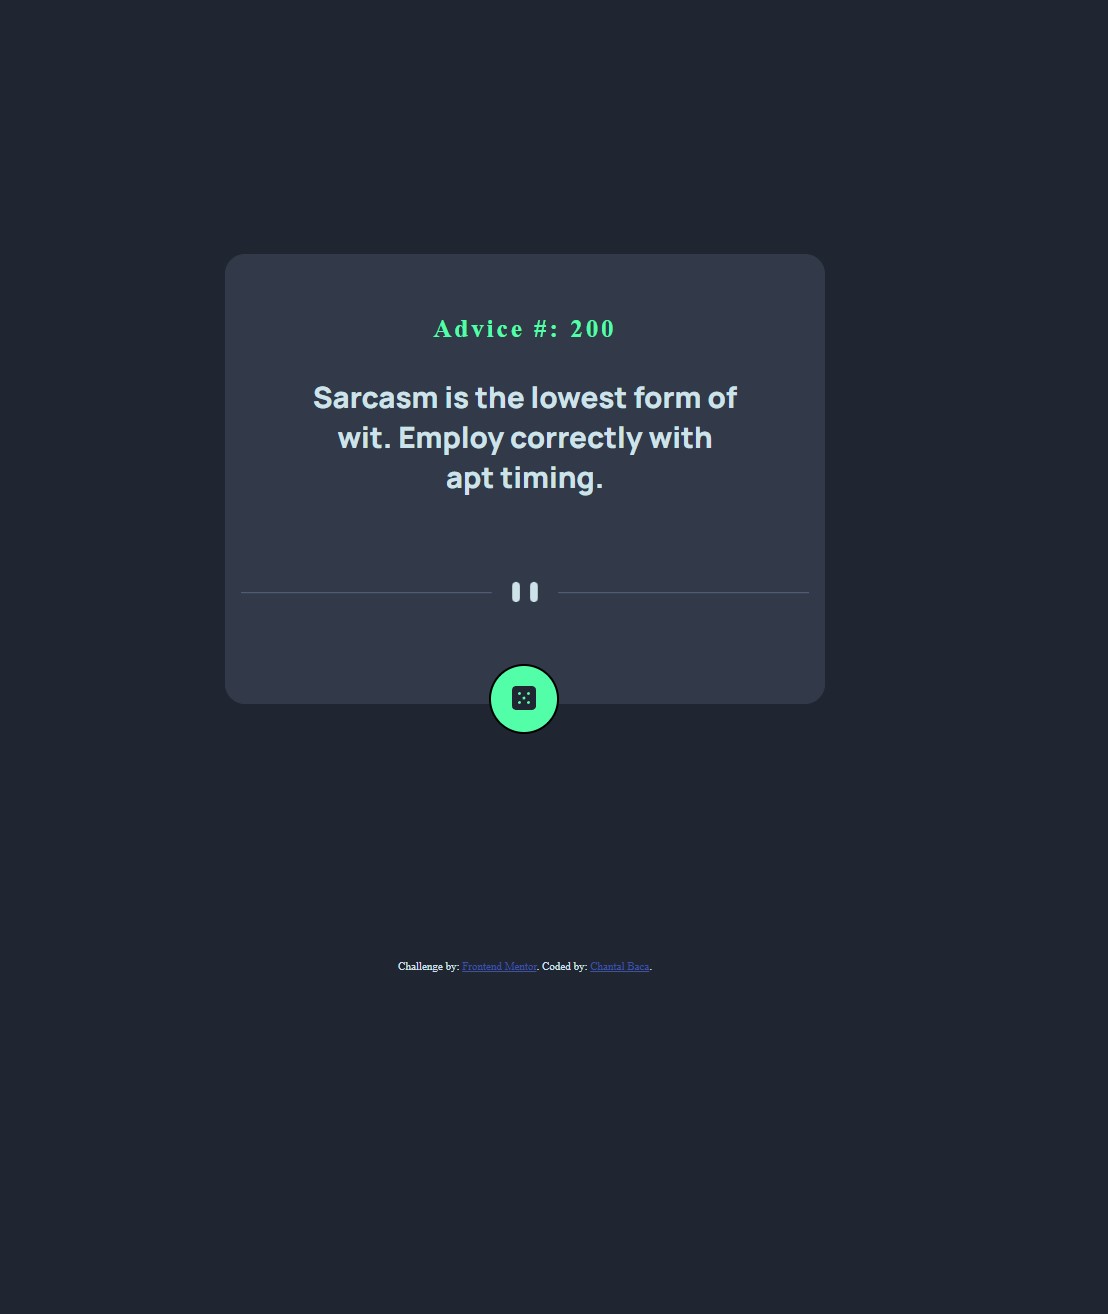 Advice #: 200
Sarcasm is the lowest form of
wit. Employ correctly with
apt timing.
Challenge by: Frontend Mentor. Coded by: Chantal Baca.